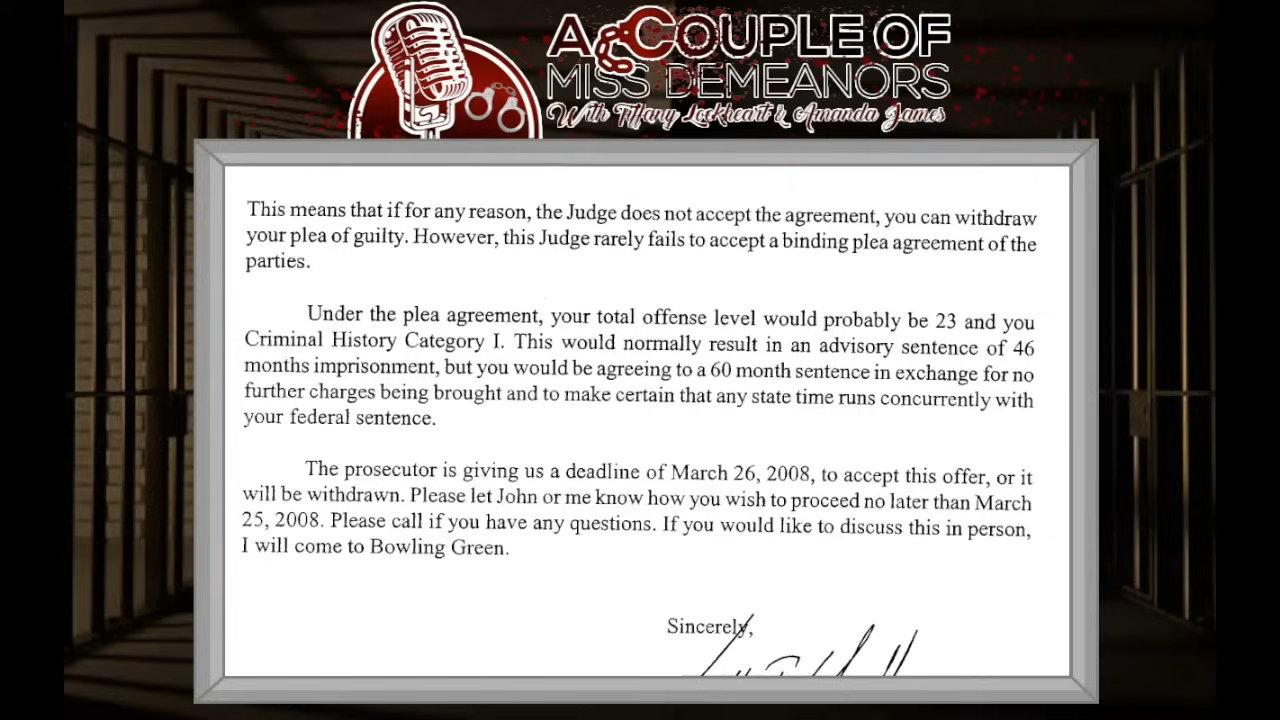 A COUPLE OF
MISS DEMEANORS
With Tiffany Lockheart & Amanda James
This means that if for any reason, the Judge does not accept the agreement, you can withdraw
your plea of guilty. However, this Judge rarely fails to accept a binding plea agreement of the
parties.
Under the plea agreement, your total offense level would probably be 23 and you
Criminal History Category I. This would normally result in an advisory sentence of 46
months imprisonment, but you would be agreeing to a 60 month sentence in exchange for no
further charges being brought and to make certain that any state time runs concurrently with
your federal sentence.
The prosecutor is giving us a deadline of March 26, 2008, to accept this offer, or it
will be withdrawn. Please let John or me know how you wish to proceed no later than March
25, 2008. Please call if you have any questions. If you would like to discuss this in person,
I will come to Bowling Green.
Sincerely,